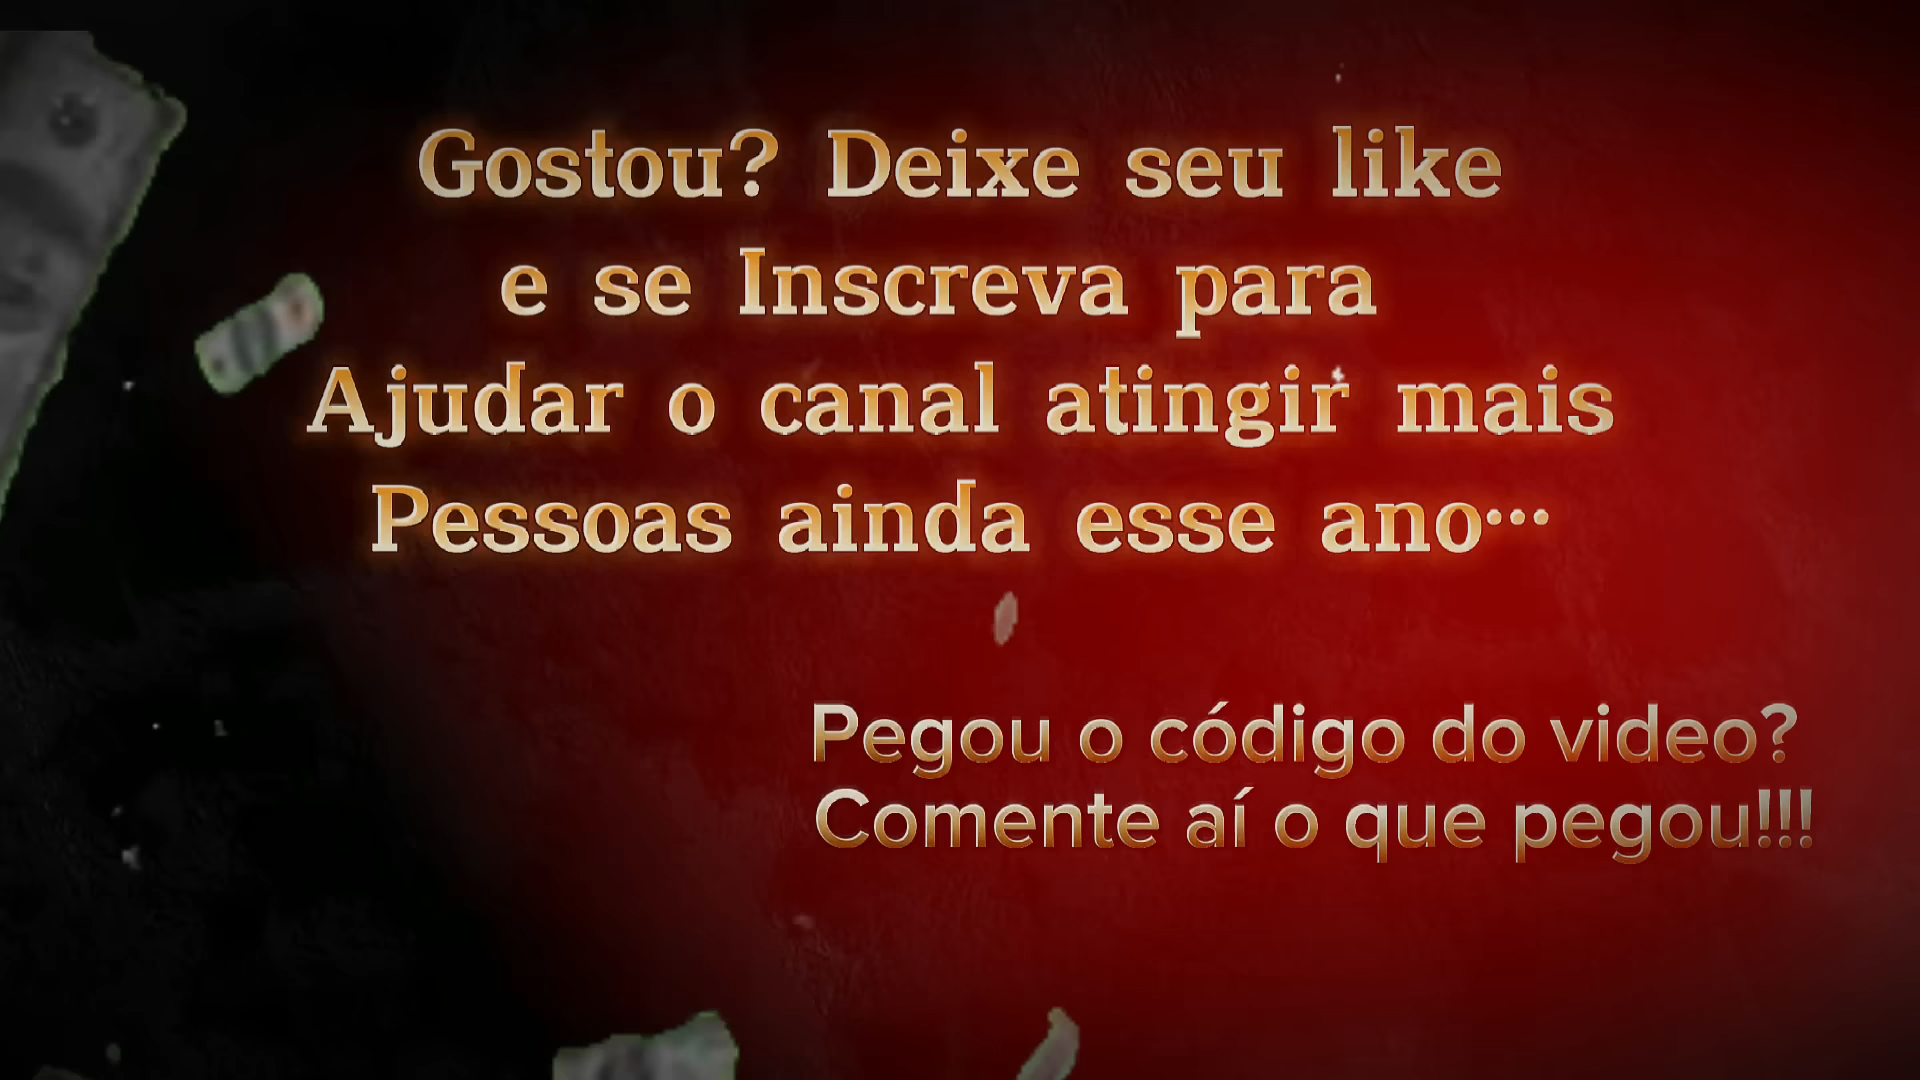 Gostou? Deixe seu like
e se Inscreva para
Ajudar o canal atingir mais
Pessoas ainda esse ano...
Pegou o código do video?
Comente aí o que pegou!!!